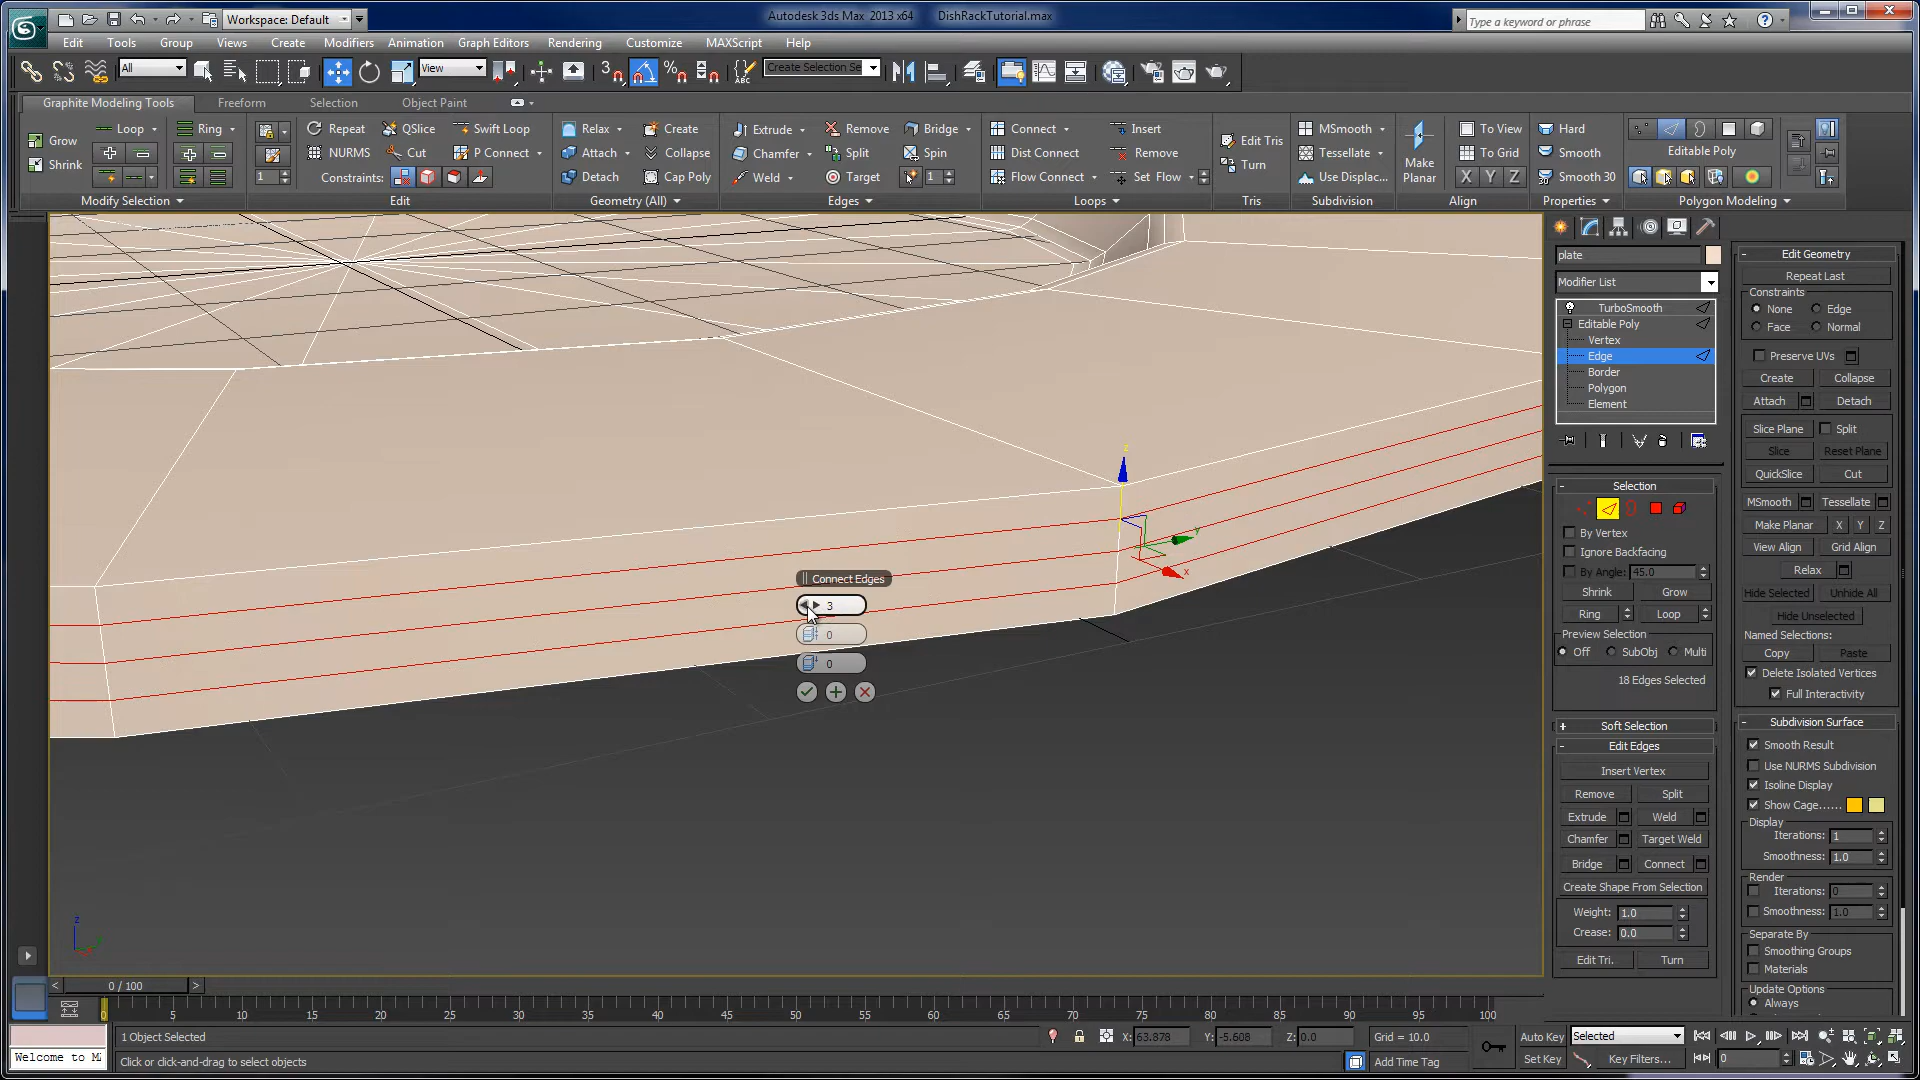 Workspace: Default
Autodesk 3ds Max  2013 x64    DishRackTutorial.max
Type a keyword or phrase
Edit Tools Group Views Create Modifiers Animation Graph Editors Rendering Customize MAXScript Help
All View Create Selection Se
Graphite Modeling Tools Freeform Selection Object Paint
Grow Loop Ring Repeat QSlice Swift Loop Relax Create Extrude Remove Bridge Connect Insert Edit Tris MSmooth To View Hard
Shrink NURMS Cut P Connect Attach Collapse Chamfer Split Spin Dist Connect Remove Turn Tessellate Make Planar To Grid Smooth Editable Poly
1 Constraints: Detach Cap Poly Weld Target 1 Flow Connect Set Flow Use Displac... X Y Z Smooth 30
Modify Selection Edit Geometry (All) Edges Loops Tris Subdivision Align Properties Polygon Modeling
plate
Modifier List
TurboSmooth
Editable Poly
Vertex
Edge
Border
Polygon
Element
Selection
By Vertex
Ignore Backfacing
By Angle: 45.0
Shrink Grow
Ring Loop
Preview Selection
Off SubObj Multi
18 Edges Selected
Soft Selection
Edit Edges
Insert Vertex
Remove Split
Extrude Weld
Chamfer Target Weld
Bridge Connect
Create Shape From Selection
Weight: 1.0
Crease: 0.0
Edit Tri. Turn
Edit Geometry
Repeat Last
Constraints
None Edge
Face Normal
Preserve UVs
Create Collapse
Attach Detach
Slice Plane Split
Slice Reset Plane
QuickSlice Cut
MSmooth Tessellate
Make Planar X Y Z
View Align Grid Align
Relax
Hide Selected Unhide All
Hide Unselected
Named Selections:
Copy Paste
Delete Isolated Vertices
Full Interactivity
Subdivision Surface
Smooth Result
Use NURMS Subdivision
Isoline Display
Show Cage......
Display
Iterations: 1
Smoothness: 1.0
Render
Iterations: 0
Smoothness: 1.0
Separate By
Smoothing Groups
Materials
Update Options
Always
z
y
x
Connect Edges
3
0
0
z
< 0 / 100 >
0 5 10 15 20 25 30 35 40 45 50 55 60 65 70 75 80 85 90 95 100
1 Object Selected X: 63.878 Y: -5.608 Z: 0.0 Grid = 10.0 Auto Key Selected
Welcome to M Click or click-and-drag to select objects Add Time Tag Set Key Key Filters... 0